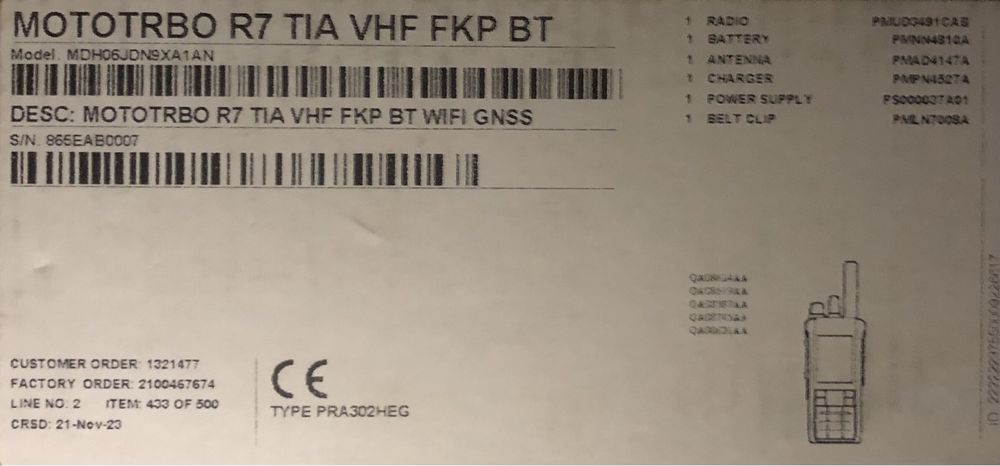 MOTOTRBO R7 TIA VHF FKP BT
Model: MDH06JDN9XA1AN
DESC: MOTOTRBO R7 TIA VHF FKP BT WIFI GNSS
S/N. 865EAB0007
1 RADIO PMUD3491CAB
1 BATTERY PMNN4810A
1 ANTENNA PMAD4147A
1 CHARGER PMPN4527A
1 POWER SUPPLY PS000037A01
1 BELT CLIP PMLN7008A
CUSTOMER ORDER: 1321477
FACTORY ORDER: 2100467674
LINE NO: 2 ITEM: 433 OF 500
CRSD: 21-Nov-23
CE
TYPE PRA302HEG